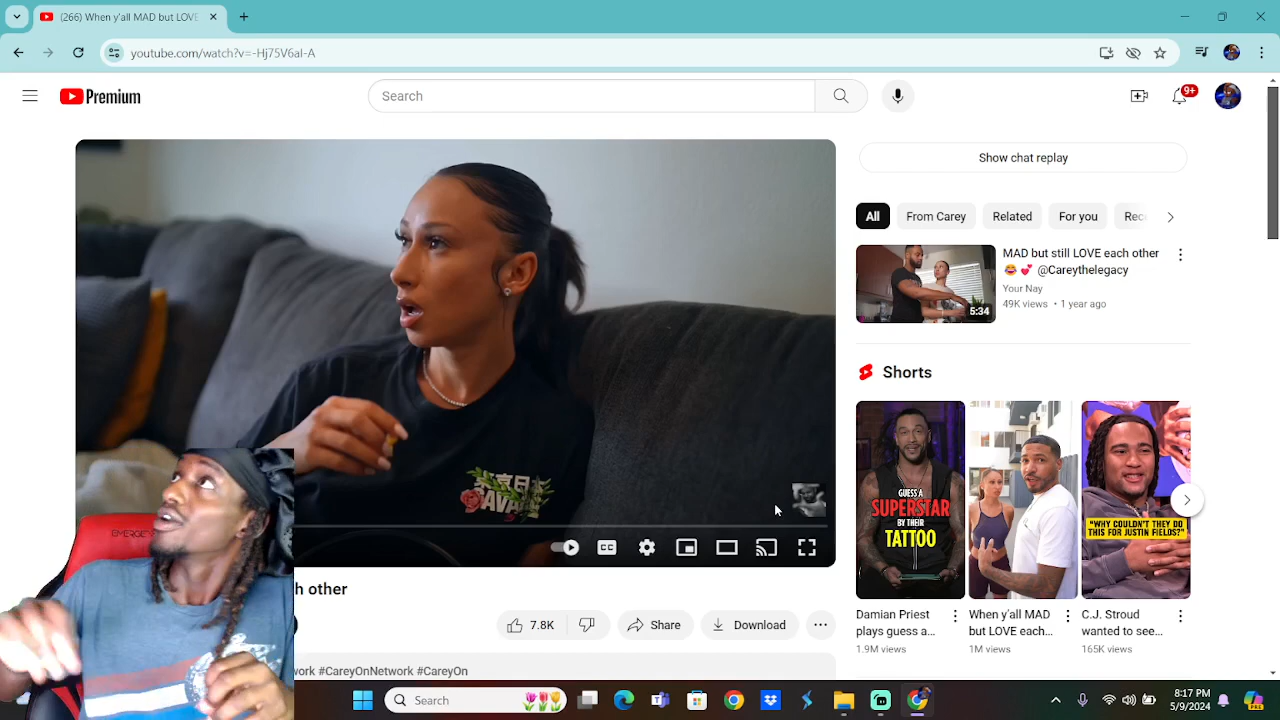 (266) When y'all MAD but LOVE
youtube.com/watch?v=-Hj75V6aI-A
Premium
Search
9+
Show chat replay
All
From Carey
Related
For you
MAD but still LOVE each other
😂 💕 @Careythelegacy
Your Nay
49K views • 1 year ago
5:34
Shorts
CC
EMERGE
h other
7.8K
Share
Download
work #CareyOnNetwork #CareyOn
GUESS A
SUPERSTAR
BY THEIR
TATTOO
"WHY COULDN'T THEY DO
THIS FOR JUSTIN FIELDS?"
Damian Priest
plays guess a...
1.9M views
When y'all MAD
but LOVE each...
1M views
C.J. Stroud
wanted to see...
165K views
Search
8:17 PM
5/9/2024